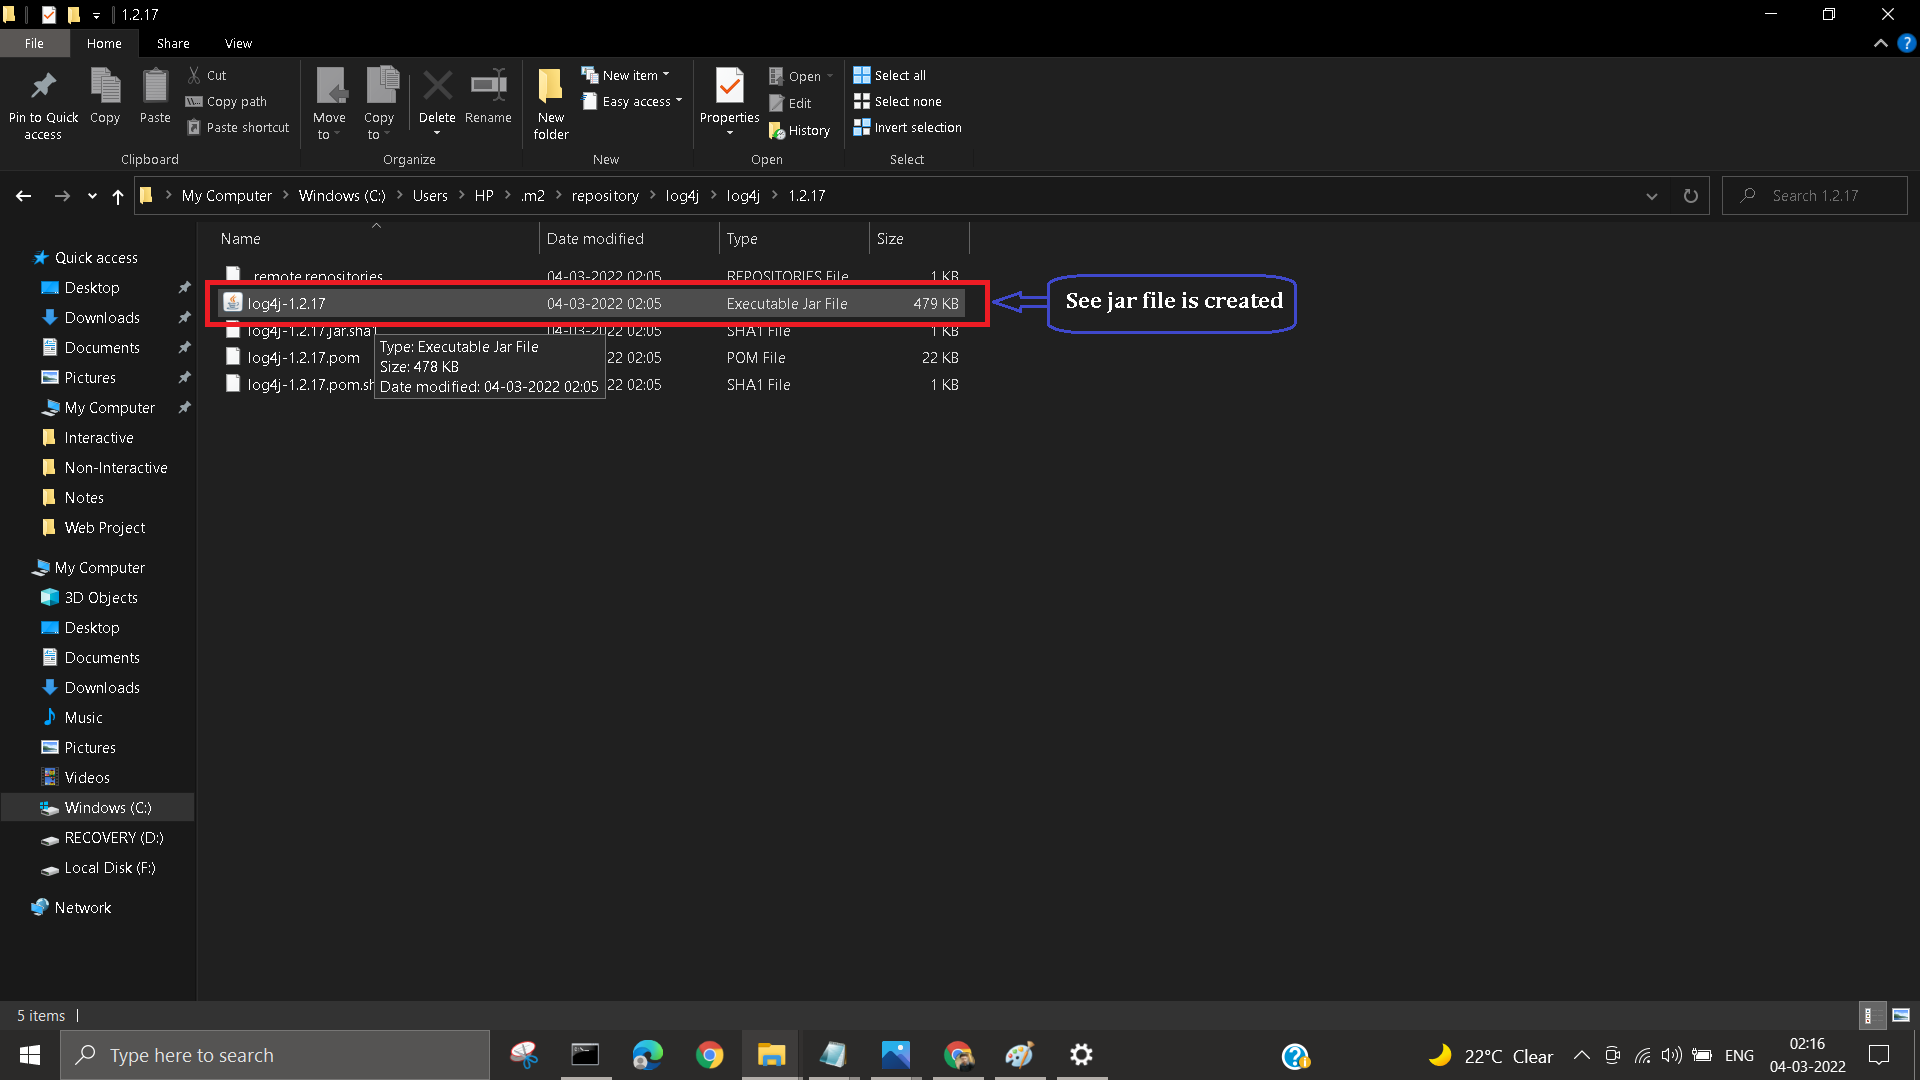 1.2.17
File Home Share View
Pin to Quick access
Copy
Paste
Cut
Copy path
Paste shortcut
Clipboard
Move to
Copy to
Delete
Rename
Organize
New folder
New item
Easy access
New
Properties
Open
Edit
History
Open
Select all
Select none
Invert selection
Select
My Computer > Windows (C:) > Users > HP > .m2 > repository > log4j > log4j > 1.2.17
Search 1.2.17
Name Date modified Type Size
_remote.repositories 04-03-2022 02:05 REPOSITORIES File 1 KB
log4j-1.2.17 04-03-2022 02:05 Executable Jar File 479 KB
See jar file is created
log4j-1.2.17.jar.sha1 04-03-2022 02:05 SHA1 File 1 KB
log4j-1.2.17.pom 22 02:05 POM File 22 KB
log4j-1.2.17.pom.sh 22 02:05 SHA1 File 1 KB
Type: Executable Jar File
Size: 478 KB
Date modified: 04-03-2022 02:05
Quick access
Desktop
Downloads
Documents
Pictures
My Computer
Interactive
Non-Interactive
Notes
Web Project
My Computer
3D Objects
Desktop
Documents
Downloads
Music
Pictures
Videos
Windows (C:)
RECOVERY (D:)
Local Disk (F:)
Network
5 items
Type here to search
22°C Clear
ENG
02:16
04-03-2022